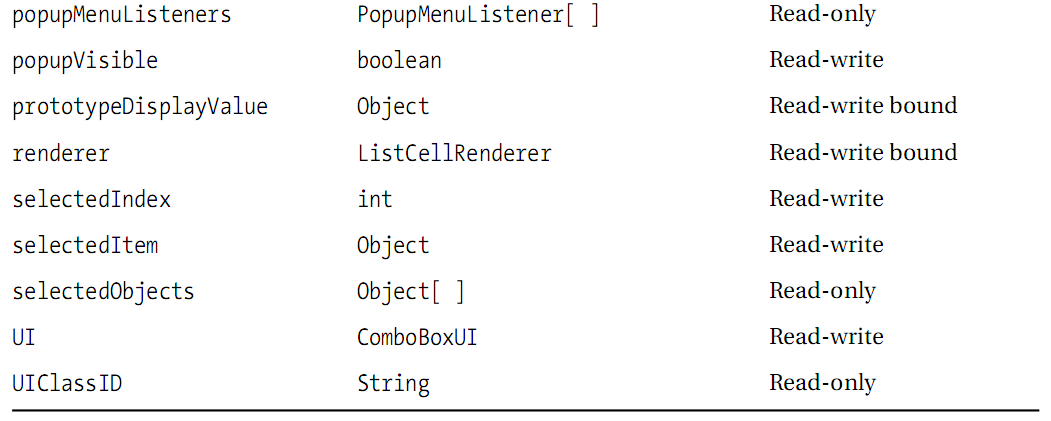 popupMenuListeners PopupMenuListener[ ] Read-only
popupVisible boolean Read-write
prototypeDisplayValue Object Read-write bound
renderer ListCellRenderer Read-write bound
selectedIndex int Read-write
selectedItem Object Read-write
selectedObjects Object[ ] Read-only
UI ComboBoxUI Read-write
UIClassID String Read-only